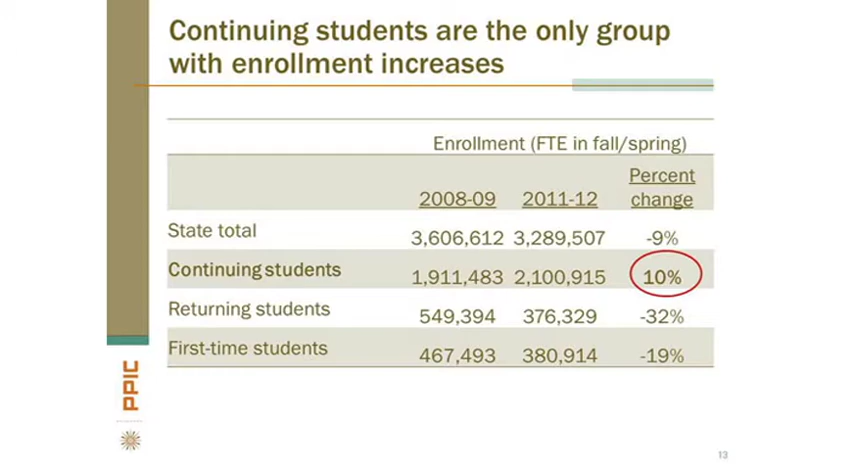 Continuing students are the only group
with enrollment increases
Enrollment (FTE in fall/spring)
Percent
2008-09 2011-12 change
State total 3,606,612 3,289,507 -9%
Continuing students 1,911,483 2,100,915 10%
Returning students 549,394 376,329 -32%
First-time students 467,493 380,914 -19%
PPIC
13